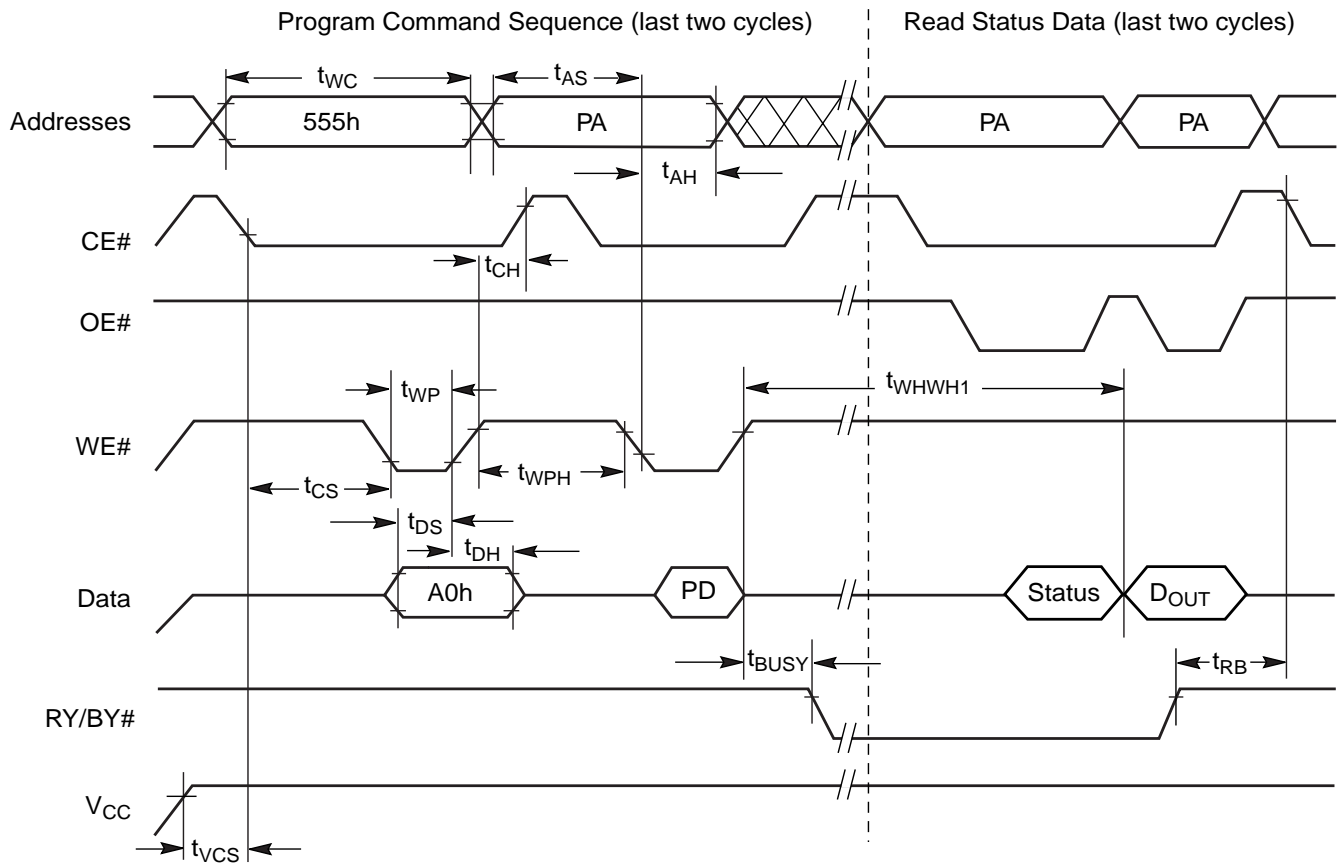 Program Command Sequence (last two cycles) Read Status Data (last two cycles)
tWC tAS
Addresses 555h PA PA PA
tAH
CE#
tCH
OE#
tWP tWHWH1
WE#
tCS tWPH
tDS
tDH
Data A0h PD Status DOUT
tBUSY tRB
RY/BY#
VCC
tVCS